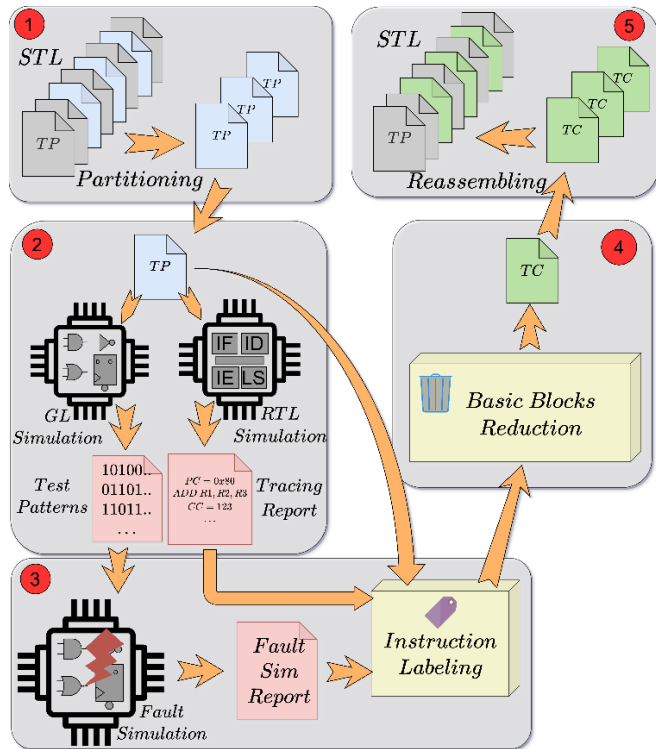 1
STL
TP
TP
TP
TP
Partitioning
5
STL
TP
TC
TC
TC
Reassembling
2
TP
IF ID
IE LS
GL
Simulation
RTL
Simulation
Test
Patterns
10100..
01101..
11011..
...
PC = 0x80
ADD R1, R2, R3
CC = 123
...
Tracing
Report
4
TC
Basic Blocks
Reduction
3
Fault
Simulation
Fault
Sim
Report
Instruction
Labeling